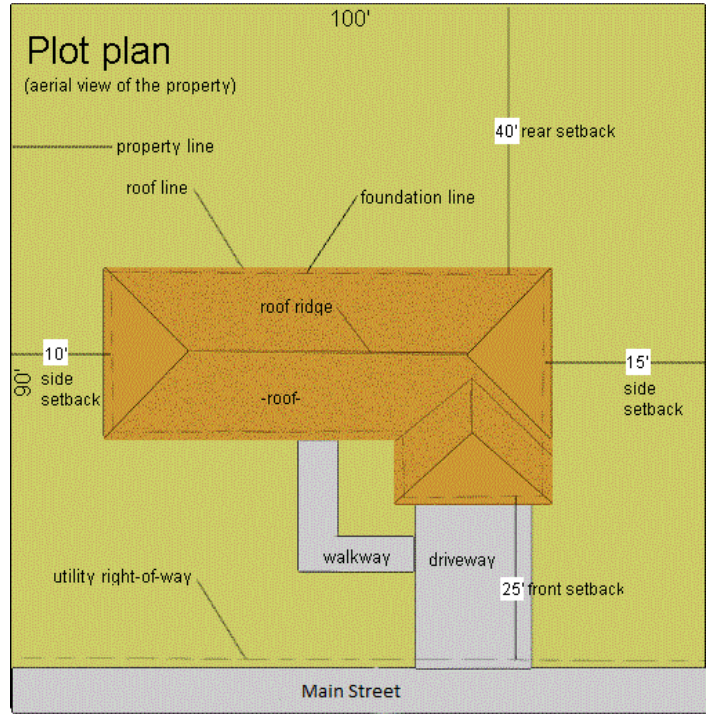 100'
Plot plan
(aerial view of the property)
40' rear setback
property line
roof line
foundation line
roof ridge
10'
side
setback
90'
-roof-
15'
side
setback
walkway
driveway
utility right-of-way
25' front setback
Main Street